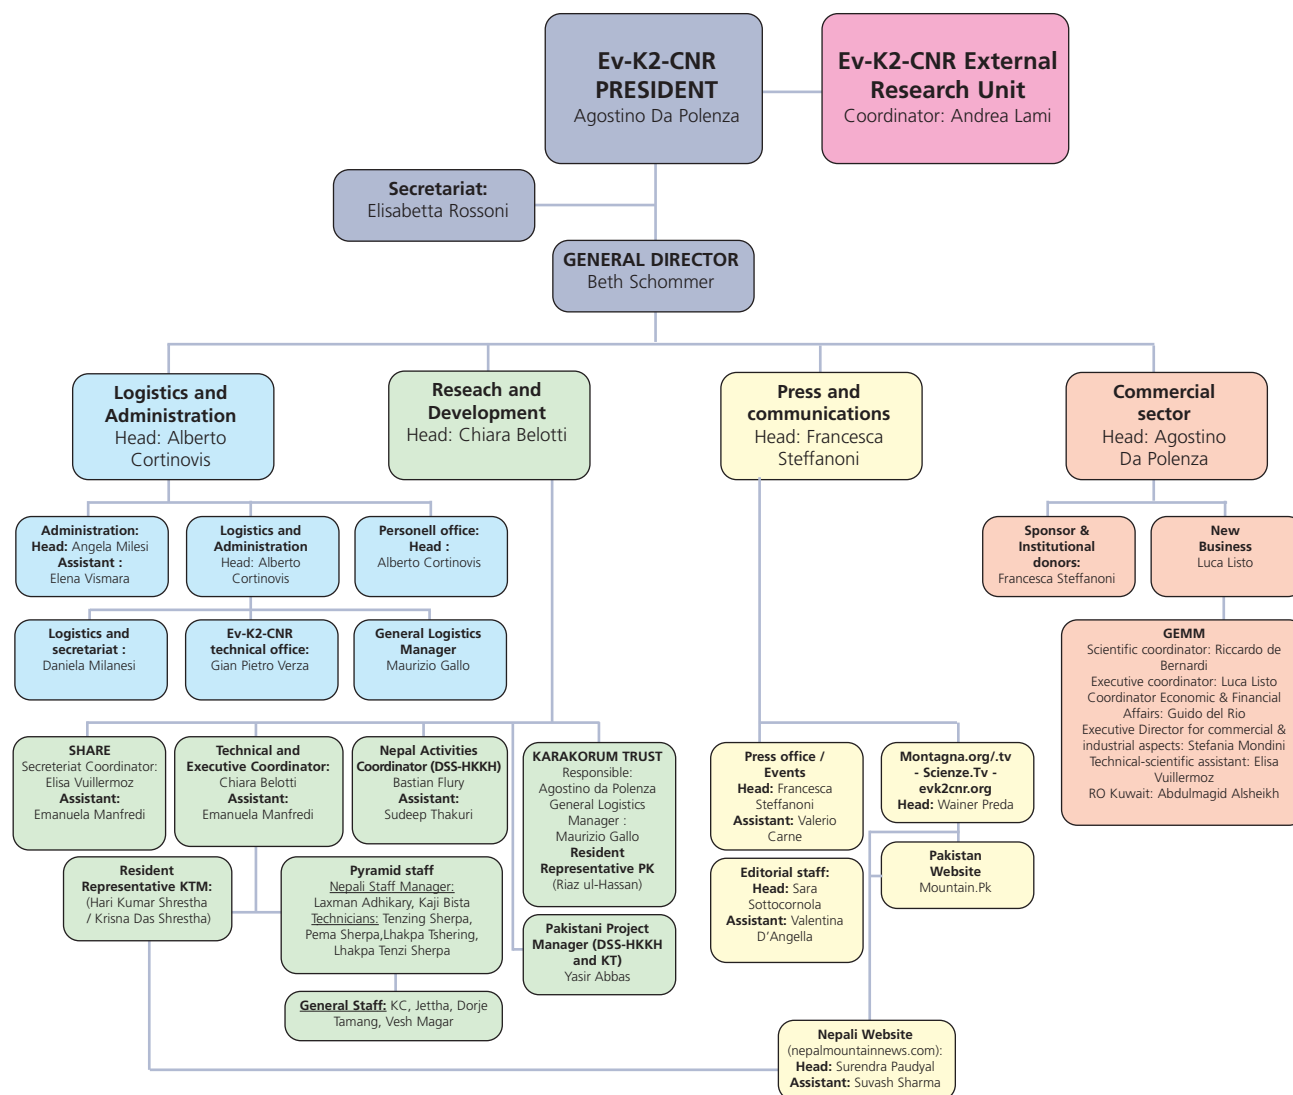 Ev-K2-CNR
PRESIDENT
Agostino Da Polenza
Ev-K2-CNR External
Research Unit
Coordinator: Andrea Lami
Secretariat:
Elisabetta Rossoni
GENERAL DIRECTOR
Beth Schommer
Logistics and
Administration
Head: Alberto
Cortinovis
Reseach and
Development
Head: Chiara Belotti
Press and
communications
Head: Francesca
Steffanoni
Commercial
sector
Head: Agostino
Da Polenza
Administration:
Head: Angela Milesi
Assistant :
Elena Vismara
Logistics and
Administration
Head: Alberto
Cortinovis
Personell office:
Head :
Alberto Cortinovis
Sponsor &
Institutional
donors:
Francesca Steffanoni
New
Business
Luca Listo
Logistics and
secretariat :
Daniela Milanesi
Ev-K2-CNR
technical office:
Gian Pietro Verza
General Logistics
Manager
Maurizio Gallo
GEMM
Scientific coordinator: Riccardo de
Bernardi
Executive coordinator: Luca Listo
Coordinator Economic & Financial
Affairs: Guido del Rio
Executive Director for commercial &
industrial aspects: Stefania Mondini
Technical-scientific assistant: Elisa
Vuillermoz
RO Kuwait: Abdulmagid Alsheikh
SHARE
Secreteriat Coordinator:
Elisa Vuillermoz
Assistant:
Emanuela Manfredi
Technical and
Executive Coordinator:
Chiara Belotti
Assistant:
Emanuela Manfredi
Nepal Activities
Coordinator (DSS-HKKH)
Bastian Flury
Assistant:
Sudeep Thakuri
KARAKORUM TRUST
Responsible:
Agostino da Polenza
General Logistics
Manager :
Maurizio Gallo
Resident
Representative PK
(Riaz ul-Hassan)
Press office /
Events
Head: Francesca
Steffanoni
Assistant: Valerio
Carne
Montagna.org/.tv
- Scienze.Tv -
evk2cnr.org
Head: Wainer Preda
Resident
Representative KTM:
(Hari Kumar Shrestha
/ Krisna Das Shrestha)
Pyramid staff
Nepali Staff Manager:
Laxman Adhikary, Kaji Bista
Technicians: Tenzing Sherpa,
Pema Sherpa,Lhakpa Tshering,
Lhakpa Tenzi Sherpa
Pakistan
Website
Mountain.Pk
Editorial staff:
Head: Sara
Sottocornola
Assistant: Valentina
D'Angella
Pakistani Project
Manager (DSS-HKKH
and KT)
Yasir Abbas
General Staff: KC, Jettha, Dorje
Tamang, Vesh Magar
Nepali Website
(nepalmountainnews.com):
Head: Surendra Paudyal
Assistant: Suvash Sharma